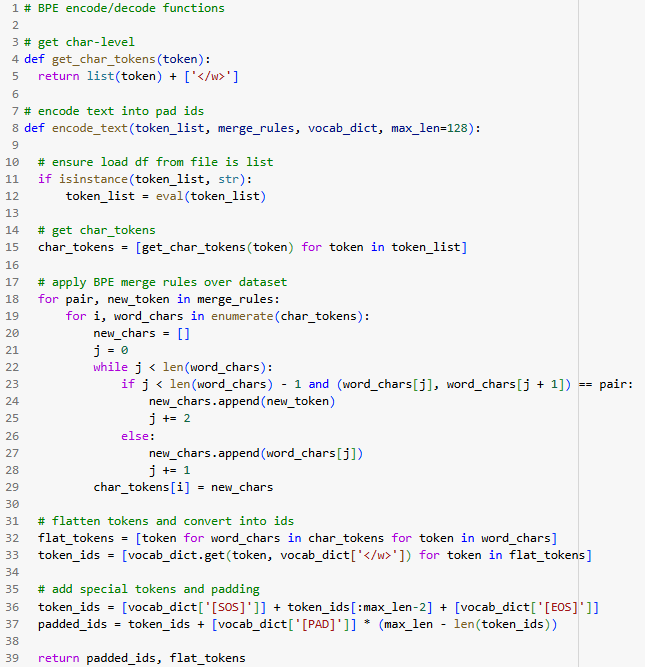 1 # BPE encode/decode functions
2
3 # get char-level
4 def get_char_tokens(token):
5   return list(token) + ['</w>']
6
7 # encode text into pad ids
8 def encode_text(token_list, merge_rules, vocab_dict, max_len=128):
9
10   # ensure load df from file is list
11   if isinstance(token_list, str):
12       token_list = eval(token_list)
13
14   # get char_tokens
15   char_tokens = [get_char_tokens(token) for token in token_list]
16
17   # apply BPE merge rules over dataset
18   for pair, new_token in merge_rules:
19       for i, word_chars in enumerate(char_tokens):
20           new_chars = []
21           j = 0
22           while j < len(word_chars):
23               if j < len(word_chars) - 1 and (word_chars[j], word_chars[j + 1]) == pair:
24                   new_chars.append(new_token)
25                   j += 2
26               else:
27                   new_chars.append(word_chars[j])
28                   j += 1
29           char_tokens[i] = new_chars
30
31   # flatten tokens and convert into ids
32   flat_tokens = [token for word_chars in char_tokens for token in word_chars]
33   token_ids = [vocab_dict.get(token, vocab_dict['</w>']) for token in flat_tokens]
34
35   # add special tokens and padding
36   token_ids = [vocab_dict['[SOS]']] + token_ids[:max_len-2] + [vocab_dict['[EOS]']]
37   padded_ids = token_ids + [vocab_dict['[PAD]']] * (max_len - len(token_ids))
38
39   return padded_ids, flat_tokens